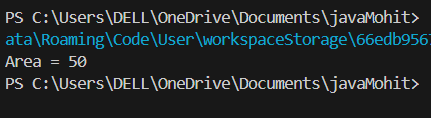 PS C:\Users\DELL\OneDrive\Documents\javaMohit>
ata\Roaming\Code\User\workspaceStorage\66edb956
Area = 50
PS C:\Users\DELL\OneDrive\Documents\javaMohit>